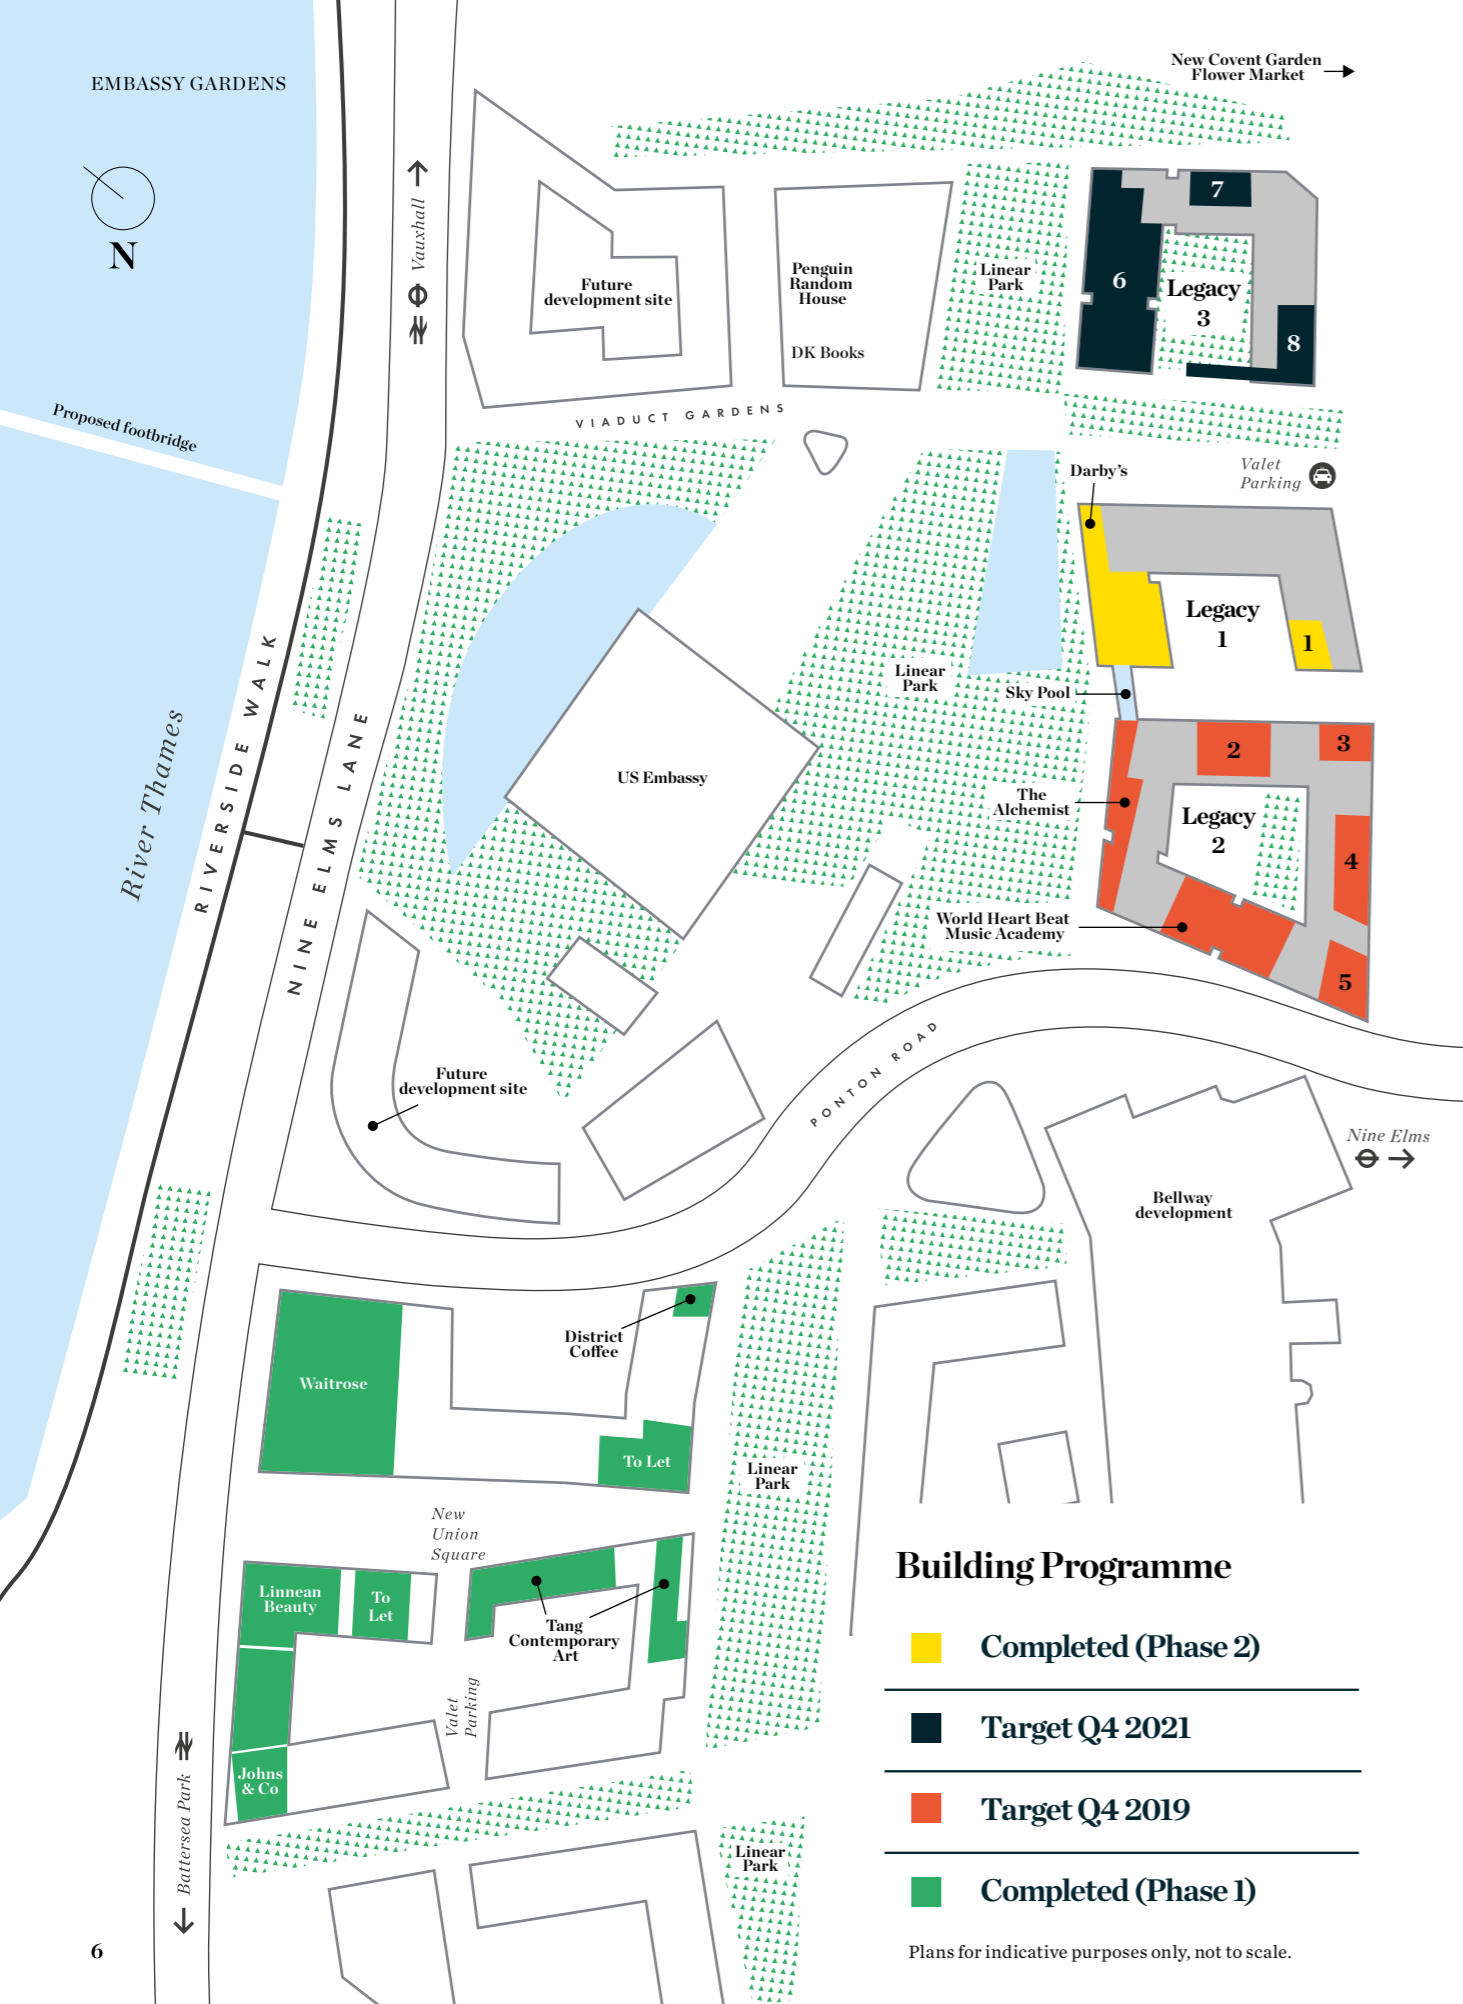 New Covent Garden
Flower Market
EMBASSY GARDENS
N
Vauxhall
7
6
Legacy
3
8
Future
development site
Penguin
Random
House
DK Books
Linear
Park
Proposed footbridge
VIADUCT GARDENS
Darby's
Valet
Parking
Legacy
1
1
Linear
Park
Sky Pool
River Thames
RIVERSIDE WALK
NINE ELMS LANE
US Embassy
2
3
The
Alchemist
Legacy
2
4
World Heart Beat
Music Academy
5
Future
development site
PONTON ROAD
Nine Elms
Bellway
development
District
Coffee
Waitrose
To Let
Linear
Park
New
Union
Square
Linnean
Beauty
To
Let
Tang
Contemporary
Art
Valet
Parking
Johns
& Co
Battersea Park
Linear
Park
Building Programme
Completed (Phase 2)
Target Q4 2021
Target Q4 2019
Completed (Phase 1)
Plans for indicative purposes only, not to scale.
6